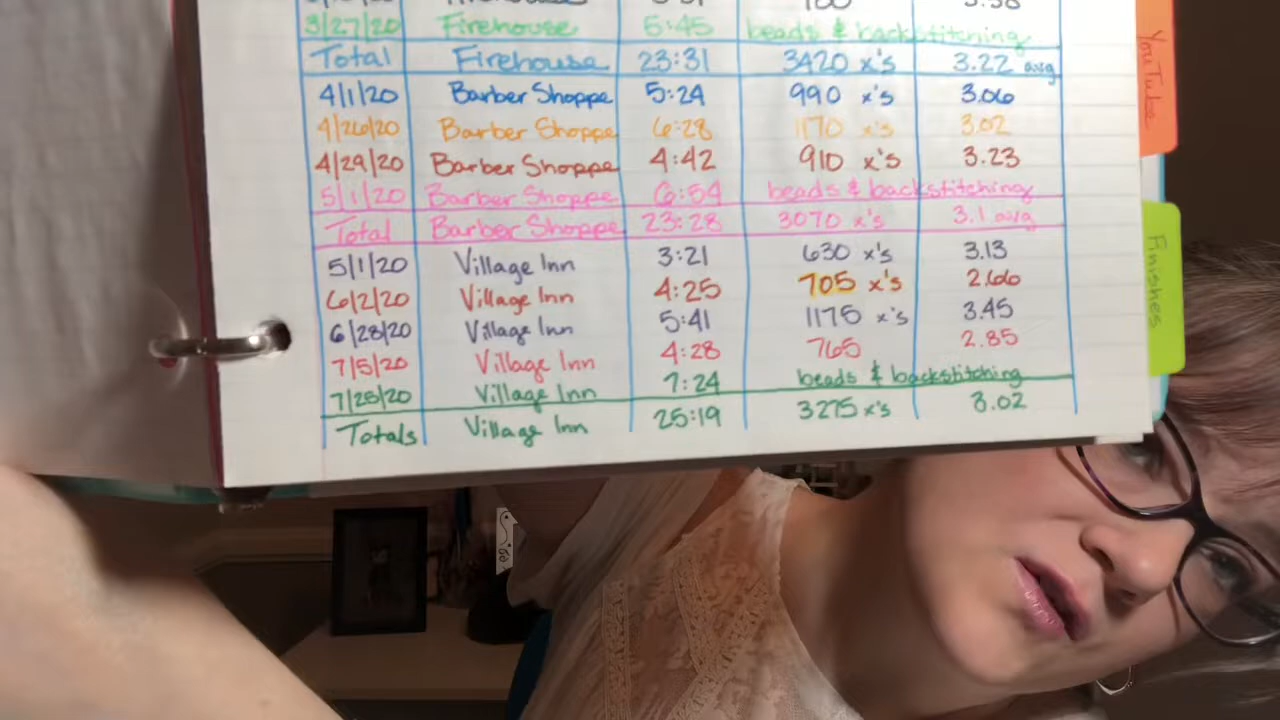 3/27/20 Firehouse 5:45 beads & backstitching
Total Firehouse 23:31 3420 x's 3.22 avg
4/1/20 Barber Shoppe 5:24 990 x's 3.06
4/26/20 Barber Shoppe 6:28 1170 x's 3.02
4/29/20 Barber Shoppe 4:42 910 x's 3.23
5/1/20 Barber Shoppe 6:54 beads & backstitching
Total Barber Shoppe 23:28 3070 x's 3.1 avg
5/1/20 Village Inn 3:21 630 x's 3.13
6/2/20 Village Inn 4:25 705 x's 2.66
6/28/20 Village Inn 5:41 1175 x's 3.45
7/5/20 Village Inn 4:28 765 2.85
7/28/20 Village Inn 7:24 beads & backstitching
Totals Village Inn 25:19 3275 x's 3.02
YouTube
Finishes